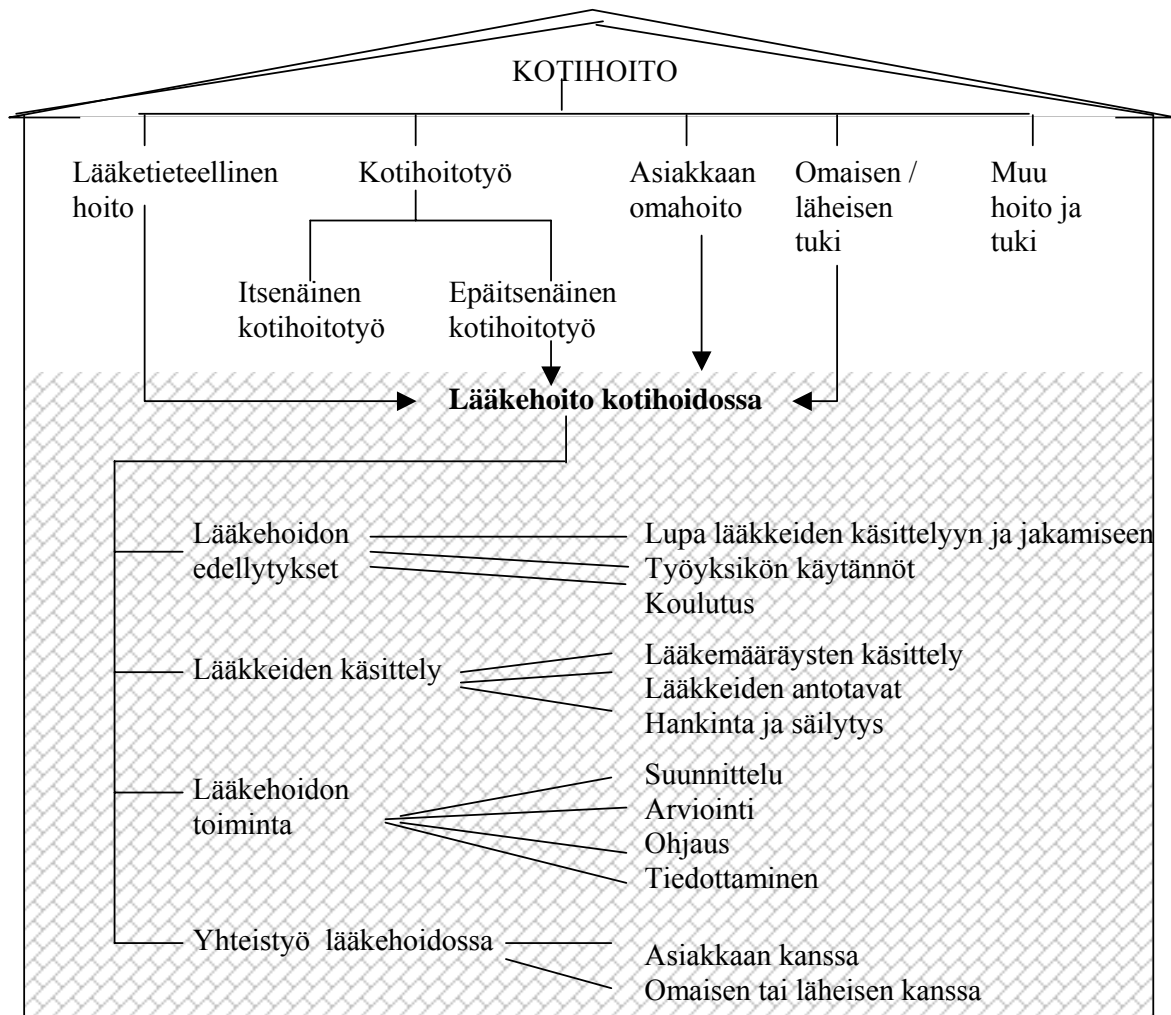 KOTIHOITO
Lääketieteellinen
hoito
Kotihoitotyö
Asiakkaan
omahoito
Omaisen /
läheisen
tuki
Muu
hoito ja
tuki
Itsenäinen
kotihoitotyö
Epäitsenäinen
kotihoitotyö
Lääkehoito kotihoidossa
Lääkehoidon
edellytykset
Lupa lääkkeiden käsittelyyn ja jakamiseen
Työyksikön käytännöt
Koulutus
Lääkkeiden käsittely
Lääkemääräysten käsittely
Lääkkeiden antotavat
Hankinta ja säilytys
Lääkehoidon
toiminta
Suunnittelu
Arviointi
Ohjaus
Tiedottaminen
Yhteistyö lääkehoidossa
Asiakkaan kanssa
Omaisen tai läheisen kanssa